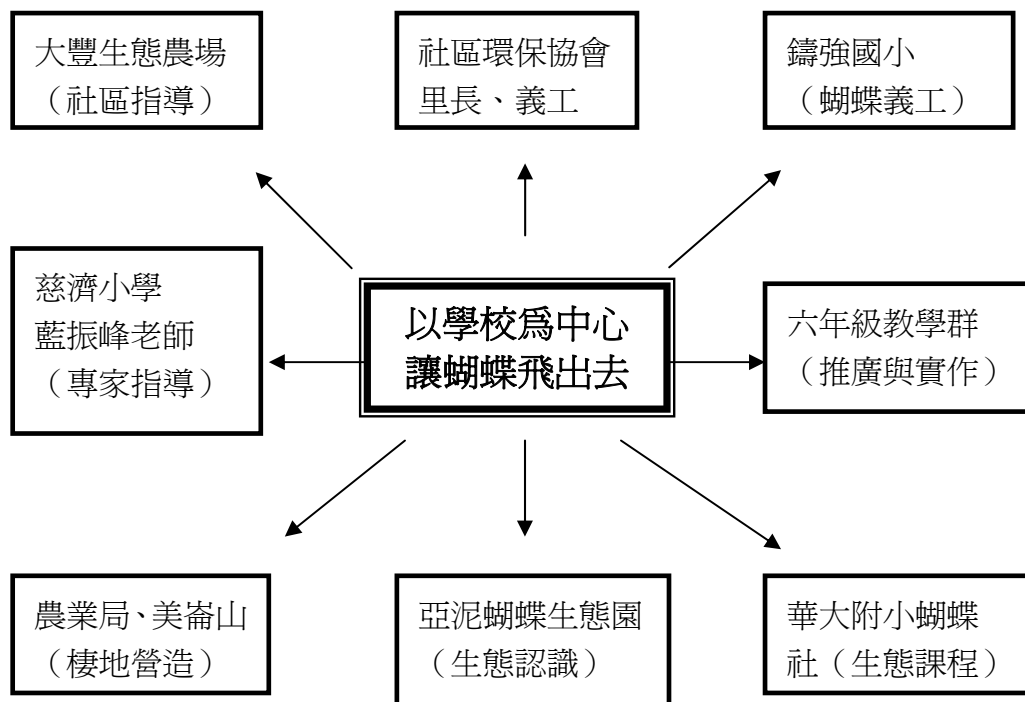 大豐生態農場
（社區指導）
社區環保協會
里長、義工
鑄強國小
（蝴蝶義工）
慈濟小學
藍振峰老師
（專家指導）
以學校為中心
讓蝴蝶飛出去
六年級教學群
（推廣與實作）
農業局、美崙山
（棲地營造）
亞泥蝴蝶生態園
（生態認識）
華大附小蝴蝶
社（生態課程）